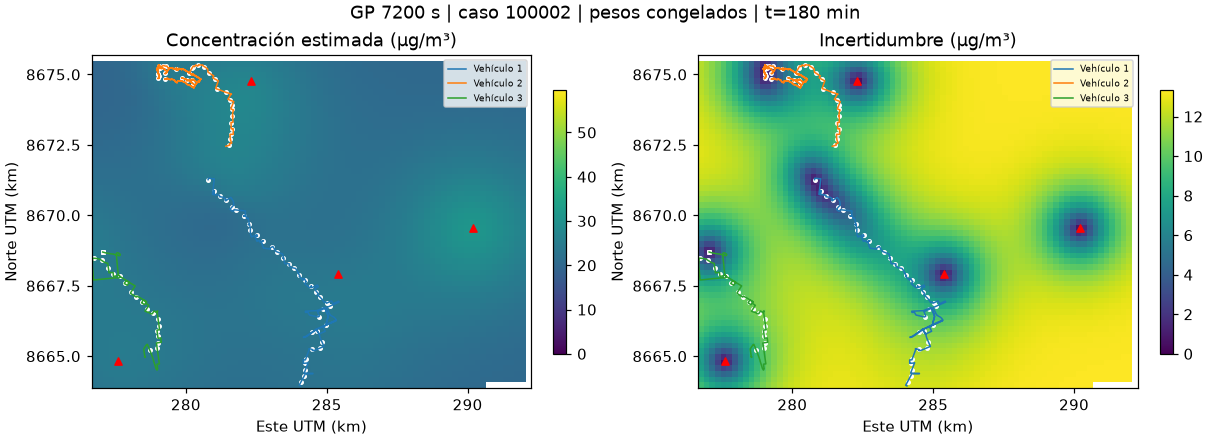 GP 7200 s | caso 100002 | pesos congelados | t=180 min
Concentración estimada (µg/m³)
Vehículo 1
Vehículo 2
Vehículo 3
8675.0
8672.5
8670.0
8667.5
8665.0
Norte UTM (km)
280
285
290
Este UTM (km)
50
40
30
20
10
0
Incertidumbre (µg/m³)
Vehículo 1
Vehículo 2
Vehículo 3
8675.0
8672.5
8670.0
8667.5
8665.0
Norte UTM (km)
280
285
290
Este UTM (km)
12
10
8
6
4
2
0